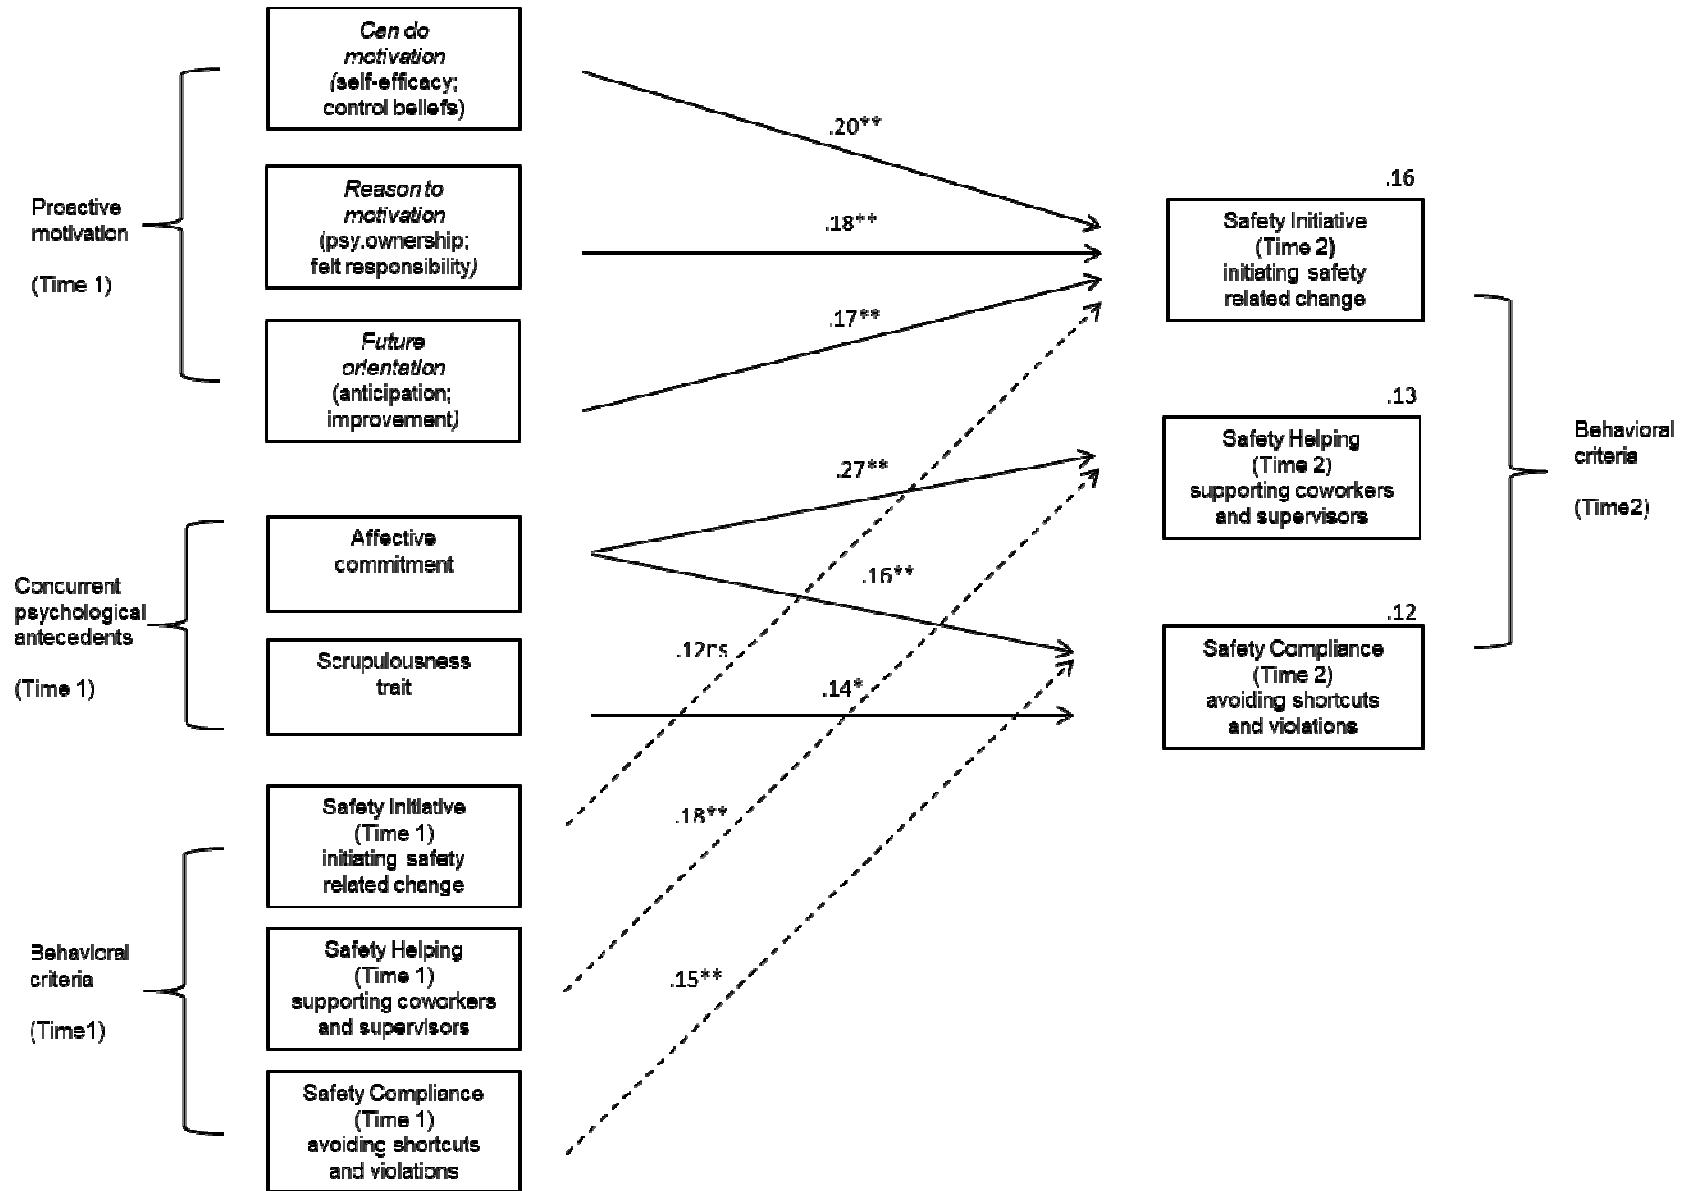 Proactive
motivation
(Time 1)
Can do
motivation
(self-efficacy;
control beliefs)
Reason to
motivation
(psy.ownership;
felt responsibility)
Future
orientation
(anticipation;
improvement)
Concurrent
psychological
antecedents
(Time 1)
Affective
commitment
Scrupulousness
trait
Behavioral
criteria
(Time1)
Safety Initiative
(Time 1)
initiating safety
related change
Safety Helping
(Time 1)
supporting coworkers
and supervisors
Safety Compliance
(Time 1)
avoiding shortcuts
and violations
.20**
.18**
.17**
.27**
.16**
.12ns
.14*
.18**
.15**
.16
Safety Initiative
(Time 2)
initiating safety
related change
.13
Safety Helping
(Time 2)
supporting coworkers
and supervisors
.12
Safety Compliance
(Time 2)
avoiding shortcuts
and violations
Behavioral
criteria
(Time2)